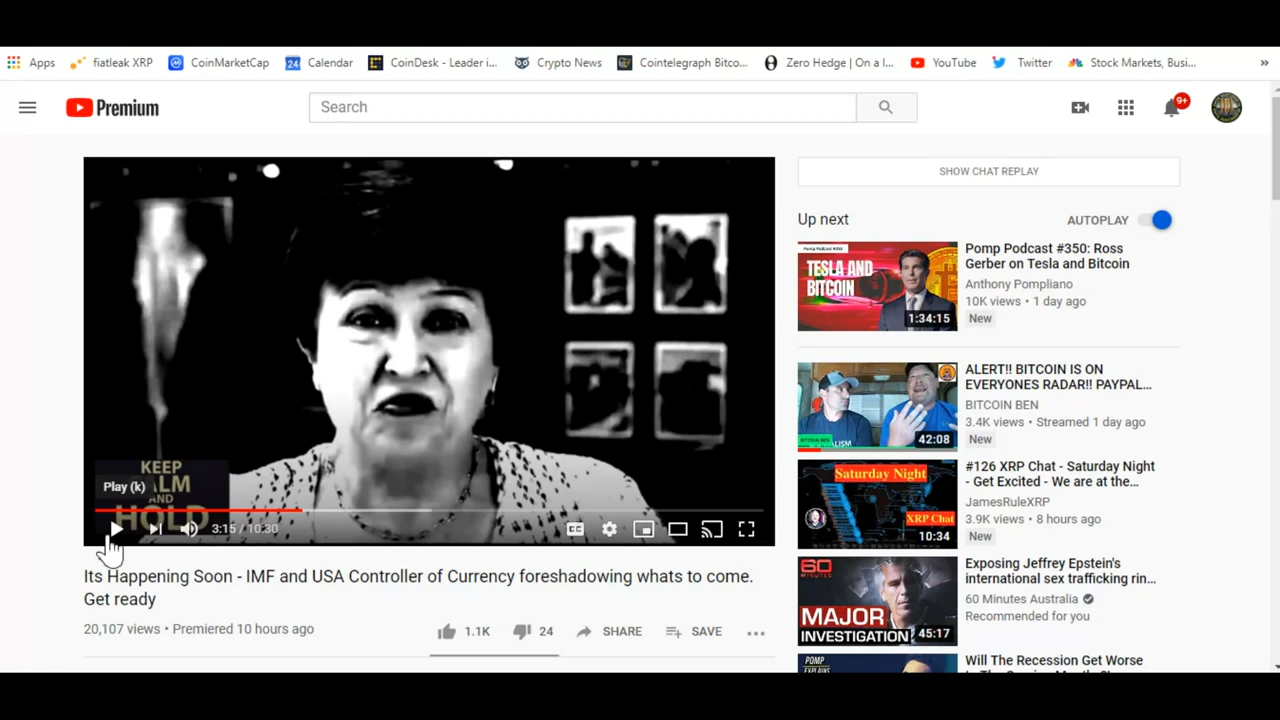 Apps fiatleak XRP CoinMarketCap Calendar CoinDesk - Leader i... Crypto News Cointelegraph Bitco... Zero Hedge | On a l... YouTube Twitter Stock Markets, Busi... »
Premium
Search
9+
SHOW CHAT REPLAY
Up next
AUTOPLAY
TESLA AND
BITCOIN
1:34:15
Pomp Podcast #350: Ross
Gerber on Tesla and Bitcoin
Anthony Pompliano
10K views • 1 day ago
New
42:08
ALERT!! BITCOIN IS ON
EVERYONES RADAR!! PAYPAL...
BITCOIN BEN
3.4K views • Streamed 1 day ago
New
Saturday Night
XRP Chat
10:34
#126 XRP Chat - Saturday Night
- Get Excited - We are at the...
JamesRuleXRP
3.9K views • 8 hours ago
New
60
MINUTES
MAJOR
INVESTIGATION
45:17
Exposing Jeffrey Epstein's
international sex trafficking rin...
60 Minutes Australia
Recommended for you
POMP
EXPLAINS
Will The Recession Get Worse
KEEP
CALM
AND
HOLD
Play (k)
3:15 / 10:30
CC
Its Happening Soon - IMF and USA Controller of Currency foreshadowing whats to come.
Get ready
20,107 views • Premiered 10 hours ago
1.1K 24 SHARE SAVE ...